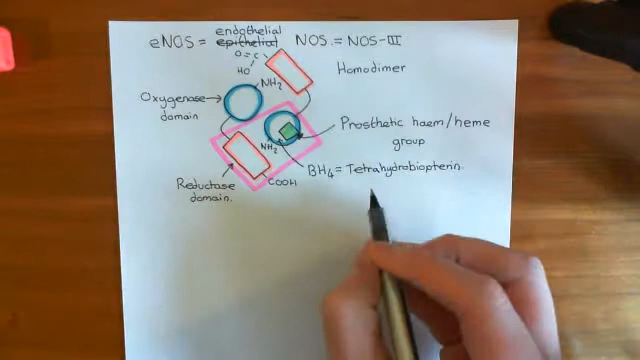 endothelial
eNOS = epithelial NOS. = NOS-III
O = C
HO
Homodimer
NH2
Oxygenase
domain
Prosthetic haem/heme
group
NH2
BH4 = Tetrahydrobiopterin.
COOH
Reductase
domain.